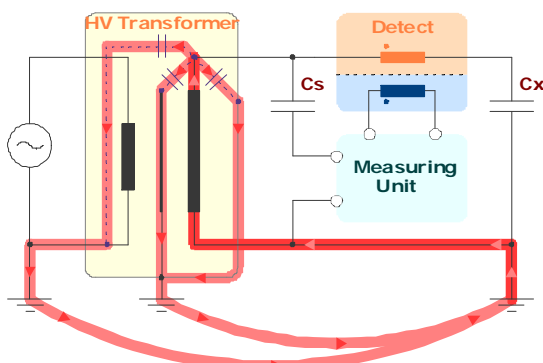 HV Transformer
Detect
Cs
Cx
Measuring
Unit